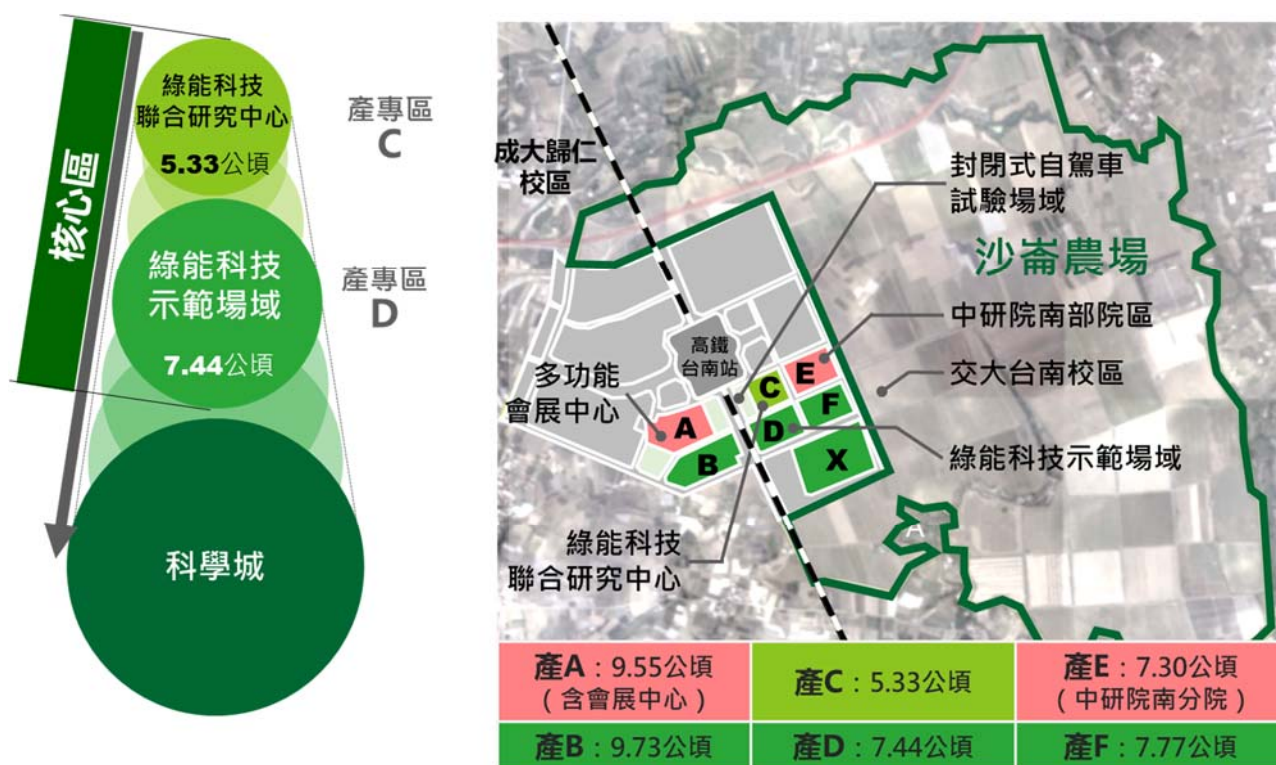 核心區
綠能科技
聯合研究中心
5.33公頃
產專區
C
綠能科技
示範場域
7.44公頃
產專區
D
科學城
成大歸仁
校區
封閉式自駕車
試驗場域
沙崙農場
中研院南部院區
高鐵
台南站
多功能
會展中心
交大台南校區
A
B
C
D
E
F
X
綠能科技示範場域
綠能科技
聯合研究中心
A
產A：9.55公頃
（含會展中心）
產C：5.33公頃
產E：7.30公頃
（中研院南分院）
產B：9.73公頃
產D：7.44公頃
產F：7.77公頃